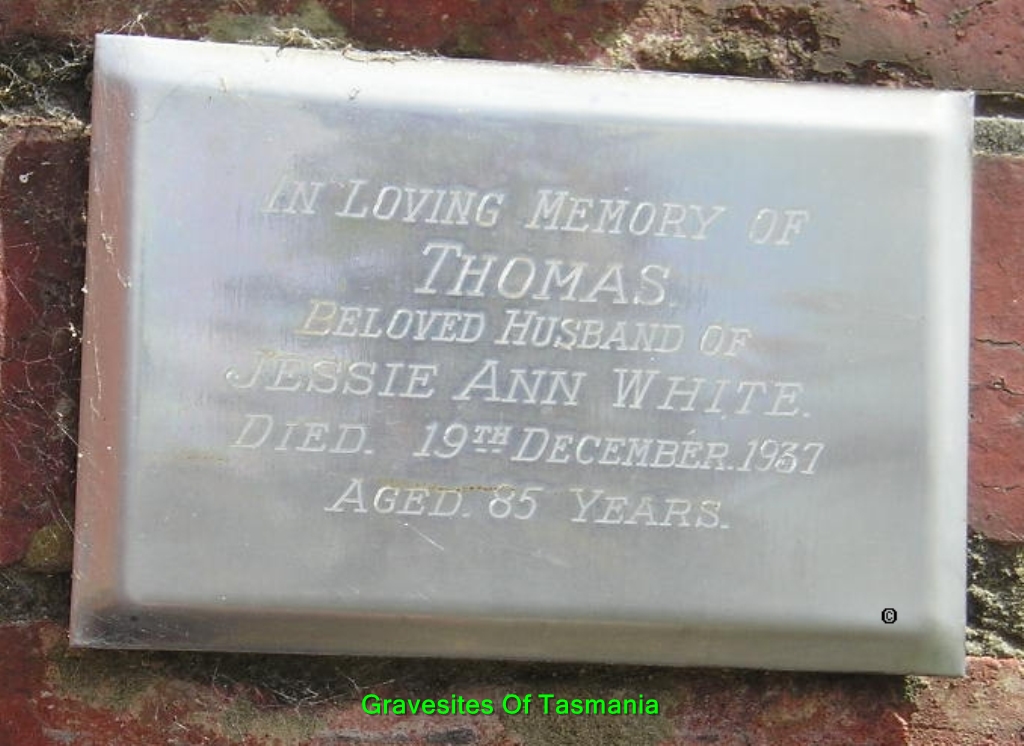 IN LOVING MEMORY OF
THOMAS.
BELOVED HUSBAND OF
JESSIE ANN WHITE.
DIED. 19TH DECEMBER. 1937
AGED. 85 YEARS.
©
Gravesites Of Tasmania